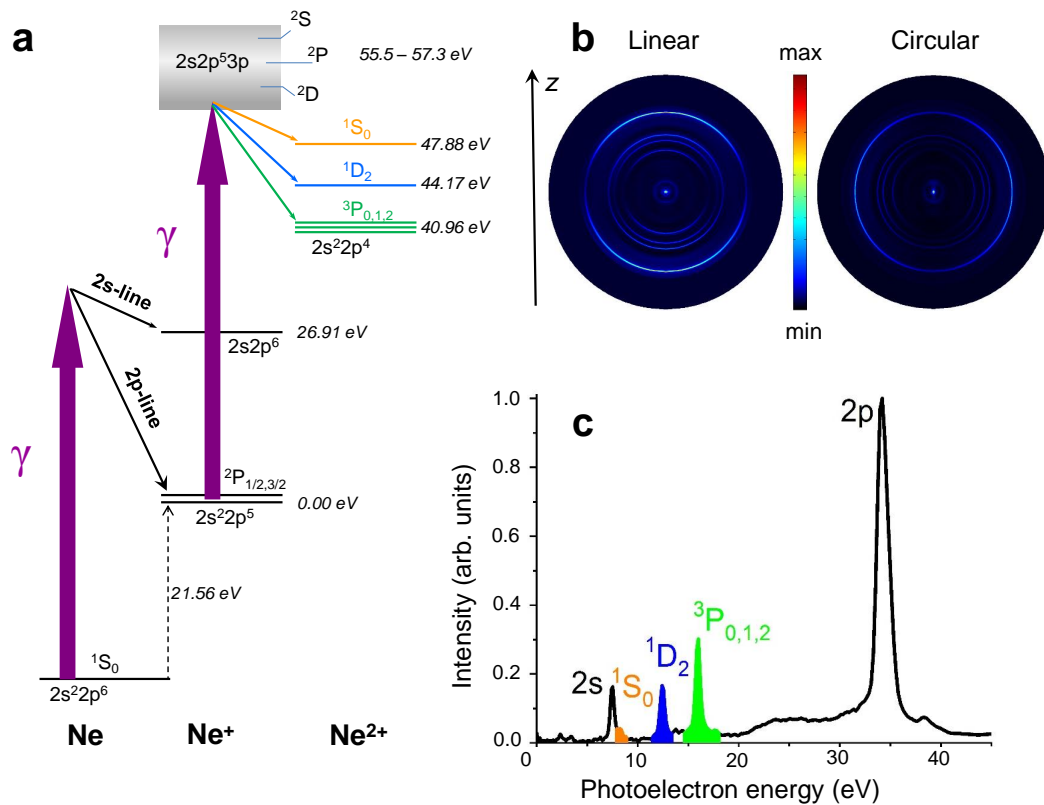 a
²S
2s2p⁵3p
²P
55.5 – 57.3 eV
²D
¹S₀
47.88 eV
¹D₂
44.17 eV
³P₀,₁,₂
40.96 eV
2s²2p⁴
γ
2s-line
26.91 eV
2s2p⁶
2p-line
γ
²P₁/₂,₃/₂
0.00 eV
2s²2p⁵
21.56 eV
¹S₀
2s²2p⁶
Ne
Ne⁺
Ne²⁺
b
Linear
max
Circular
z
min
c
1.0
2p
0.8
0.6
0.4
³P₀,₁,₂
¹D₂
0.2
2s
¹S₀
0.0
0
10
20
30
40
Intensity (arb. units)
Photoelectron energy (eV)